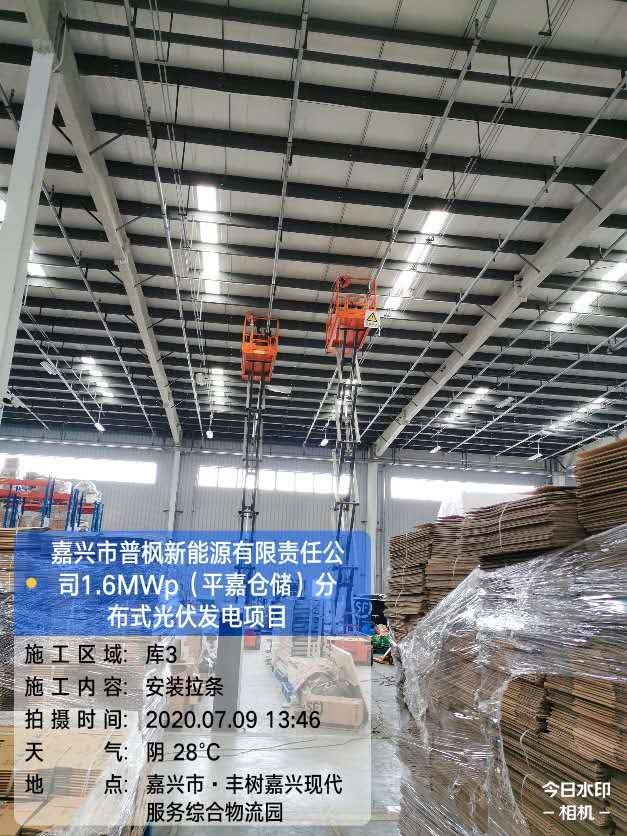 嘉兴市普枫新能源有限责任公
司1.6MWp（平嘉仓储）分
布式光伏发电项目
施工区域: 库3
施工内容: 安装拉条
拍摄时间: 2020.07.09 13:46
天气: 阴 28°C
地点: 嘉兴市·丰树嘉兴现代
服务综合物流园
今日水印
-相机-